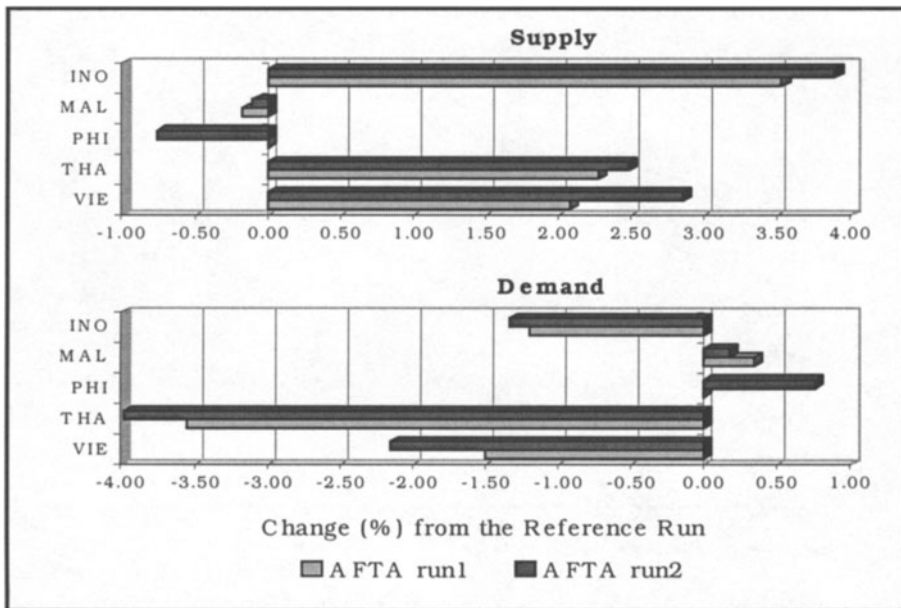 Supply
INO
MAL
PHI
THA
VIE
-1.00 -0.50 0.00 0.50 1.00 1.50 2.00 2.50 3.00 3.50 4.00
Demand
INO
MAL
PHI
THA
VIE
-4.00 -3.50 -3.00 -2.50 -2.00 -1.50 -1.00 -0.50 0.00 0.50 1.00
Change (%) from the Reference Run
AFTA run1 AFTA run2